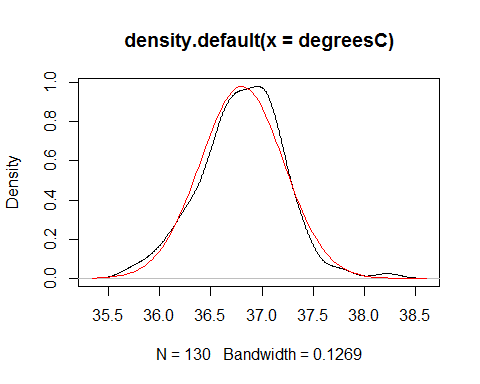 density.default(x = degreesC)
Density
1.0
0.8
0.6
0.4
0.2
0.0
35.5 36.0 36.5 37.0 37.5 38.0 38.5
N = 130 Bandwidth = 0.1269